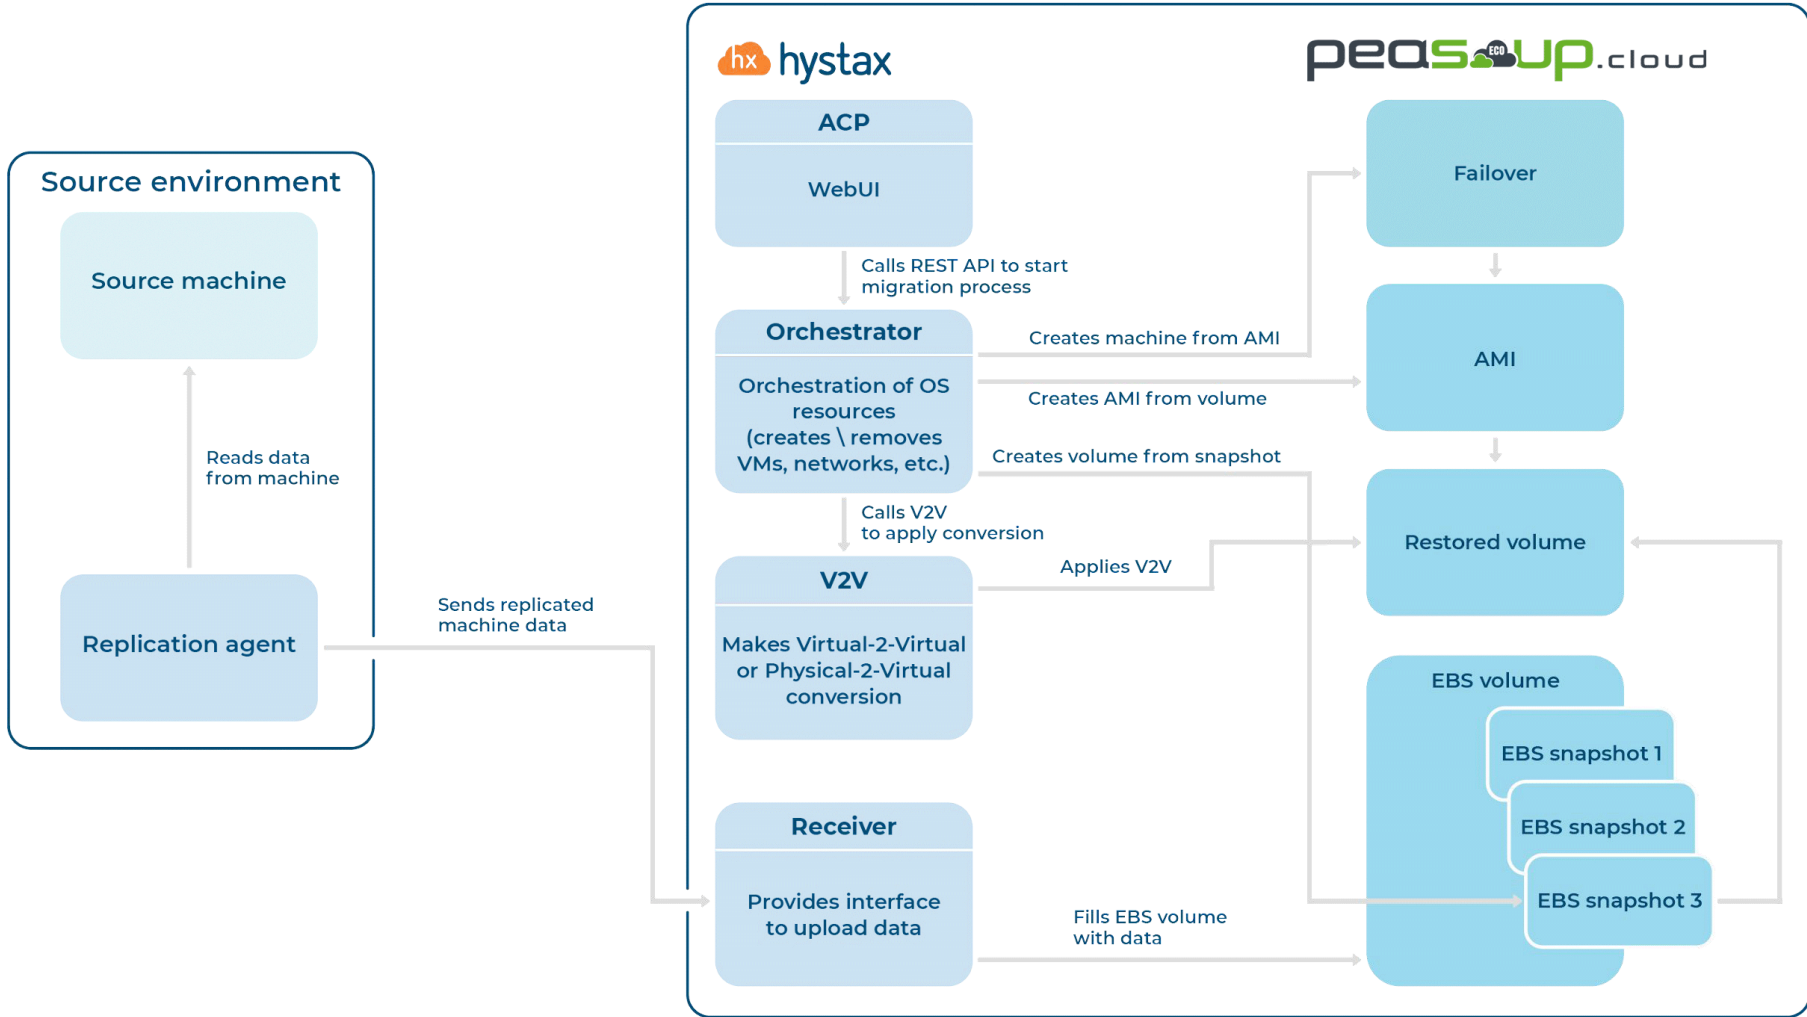 hx hystax
peasoup.cloud
ECO
Source environment
Source machine
Reads data
from machine
Replication agent
Sends replicated
machine data
ACP
WebUI
Calls REST API to start
migration process
Orchestrator
Orchestration of OS
resources
(creates \ removes
VMs, networks, etc.)
Calls V2V
to apply conversion
V2V
Makes Virtual-2-Virtual
or Physical-2-Virtual
conversion
Receiver
Provides interface
to upload data
Creates machine from AMI
Creates AMI from volume
Creates volume from snapshot
Applies V2V
Fills EBS volume
with data
Failover
AMI
Restored volume
EBS volume
EBS snapshot 1
EBS snapshot 2
EBS snapshot 3